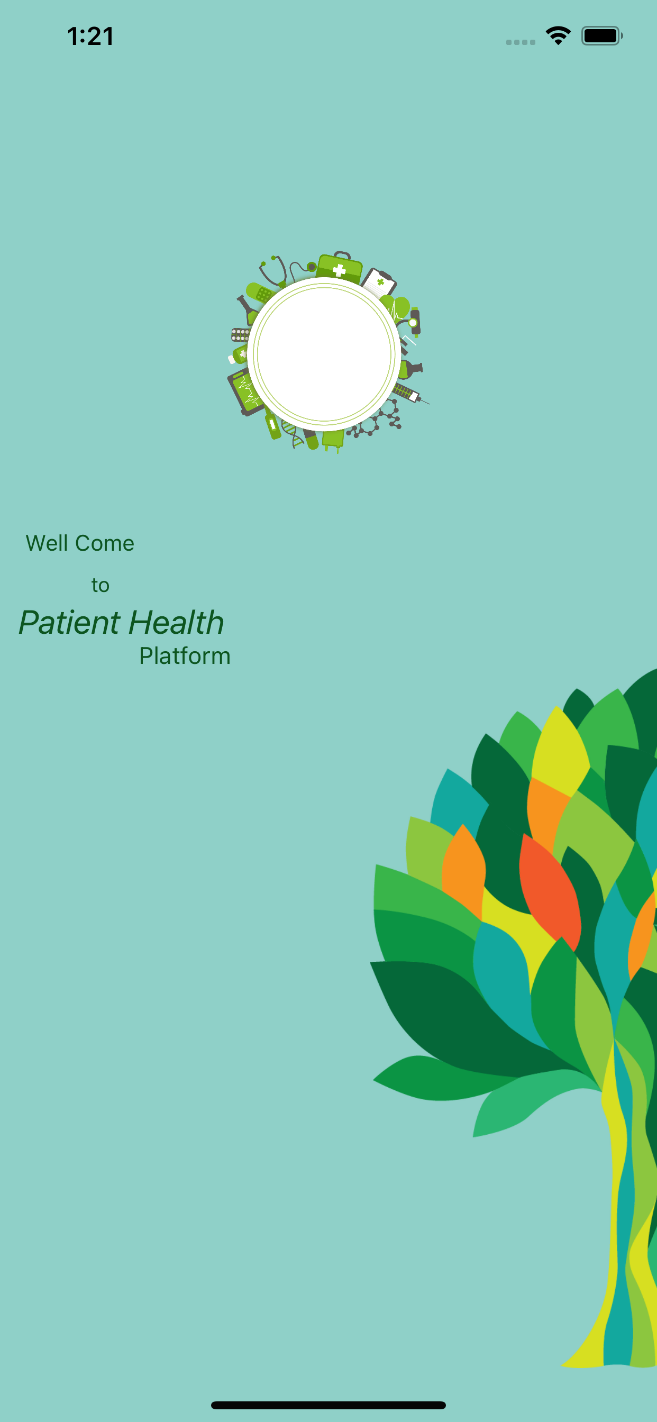 1:21
Well Come
to
Patient Health
Platform